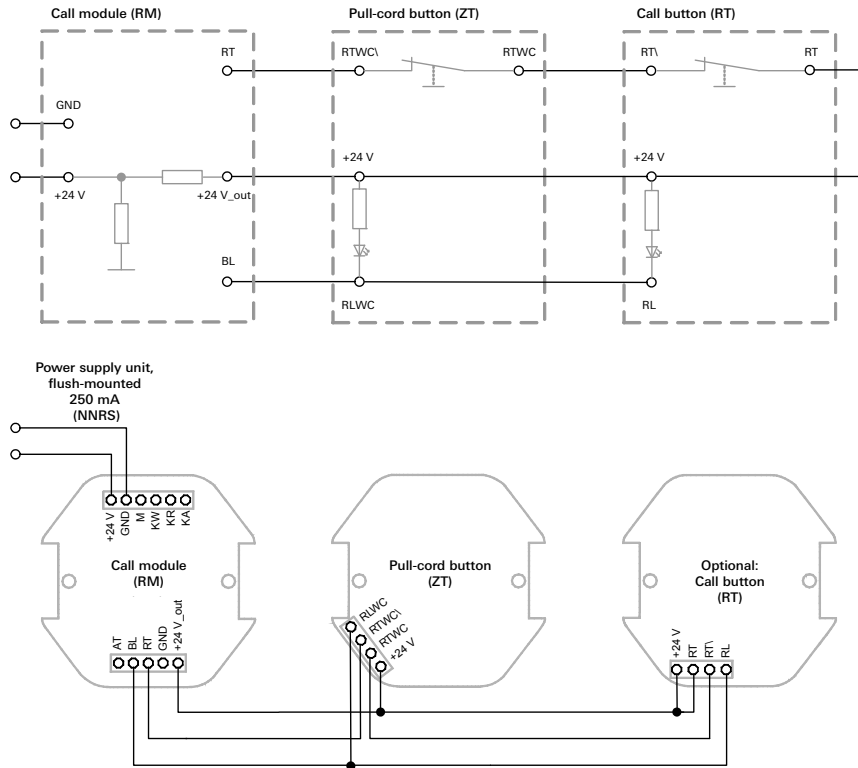 Call module (RM)
Pull-cord button (ZT)
Call button (RT)
RT
RTWC\
RTWC
RT\
RT
GND
+24 V
+24 V
+24 V
+24 V_out
BL
RLWC
RL
Power supply unit,
flush-mounted
250 mA
(NNRS)
+24 V
GND
M
KW
KR
KA
Call module
(RM)
AT
BL
RT
GND
+24 V_out
Pull-cord button
(ZT)
RLWC
RTWC\
RTWC
+24 V
Optional:
Call button
(RT)
+24 V
RT
RT\
RL